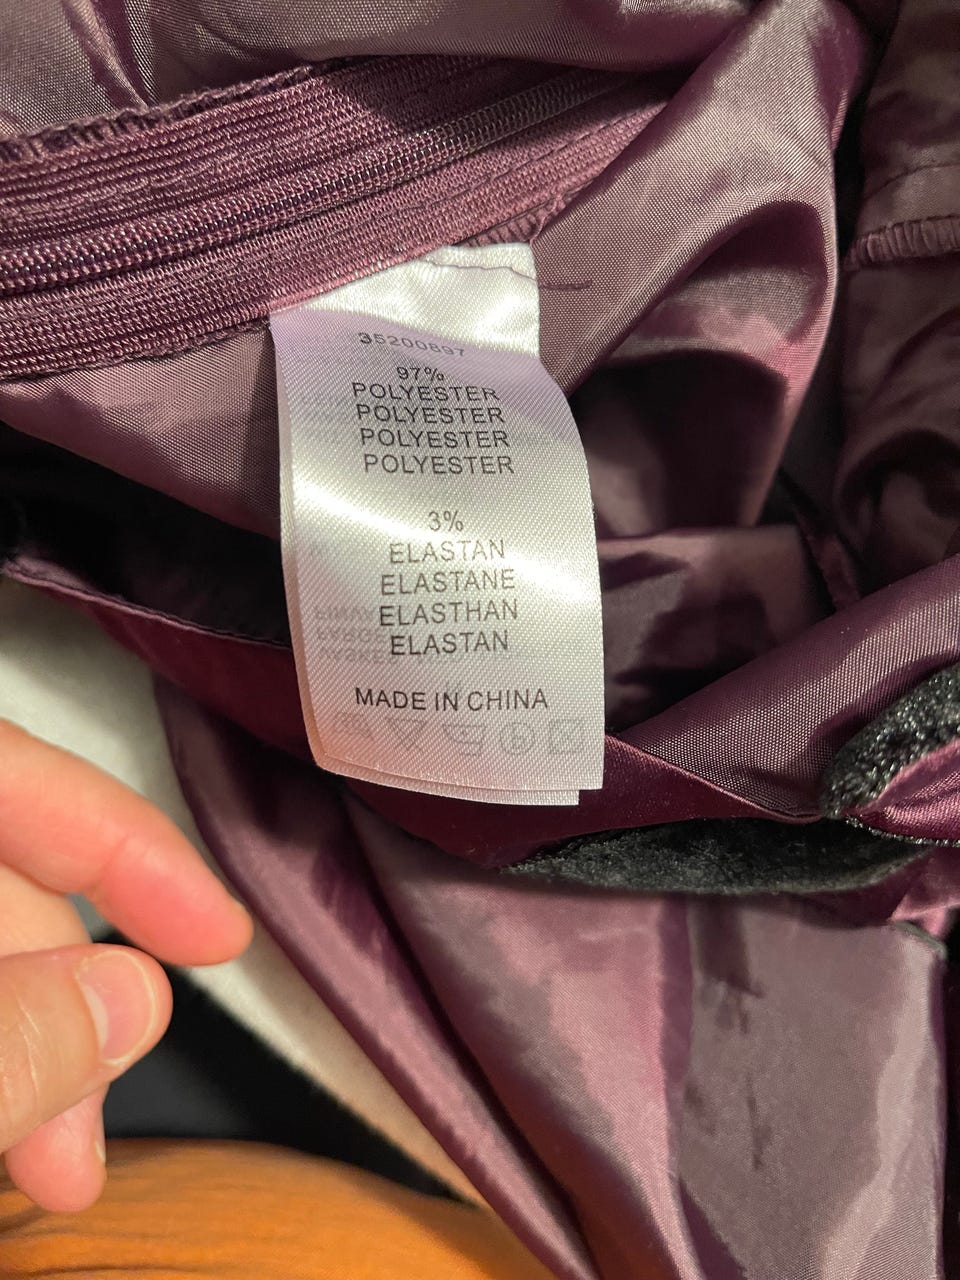 35200897
97%
POLYESTER
POLYESTER
POLYESTER
POLYESTER
3%
ELASTAN
ELASTANE
ELASTHAN
ELASTAN
MADE IN CHINA